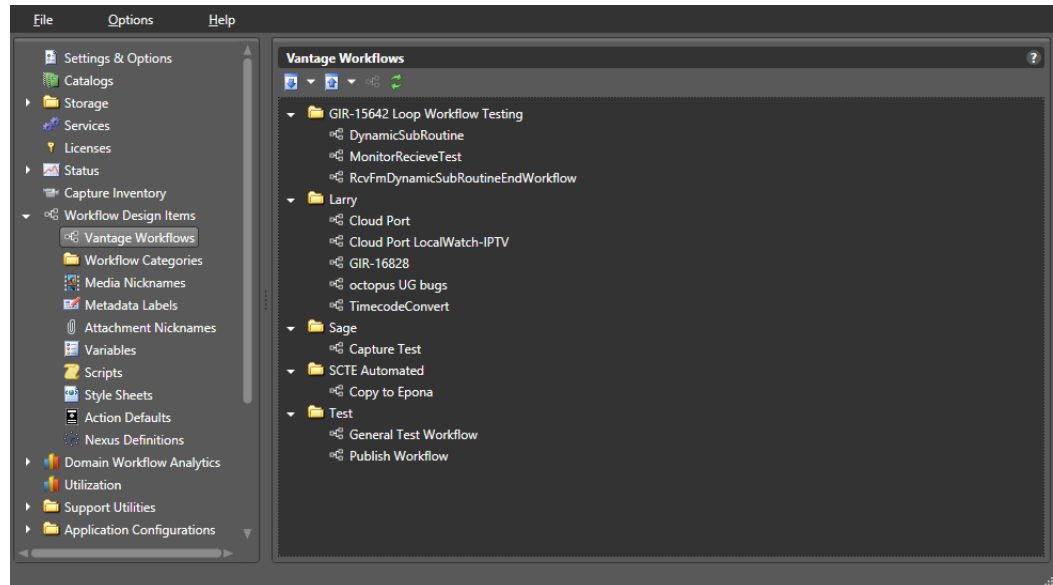 File Options Help
Settings & Options
Catalogs
Storage
Services
Licenses
Status
Capture Inventory
Workflow Design Items
Vantage Workflows
Workflow Categories
Media Nicknames
Metadata Labels
Attachment Nicknames
Variables
Scripts
Style Sheets
Action Defaults
Nexus Definitions
Domain Workflow Analytics
Utilization
Support Utilities
Application Configurations
Vantage Workflows ?
GIR-15642 Loop Workflow Testing
DynamicSubRoutine
MonitorRecieveTest
RcvFmDynamicSubRoutineEndWorkflow
Larry
Cloud Port
Cloud Port LocalWatch-IPTV
GIR-16828
octopus UG bugs
TimecodeConvert
Sage
Capture Test
SCTE Automated
Copy to Epona
Test
General Test Workflow
Publish Workflow